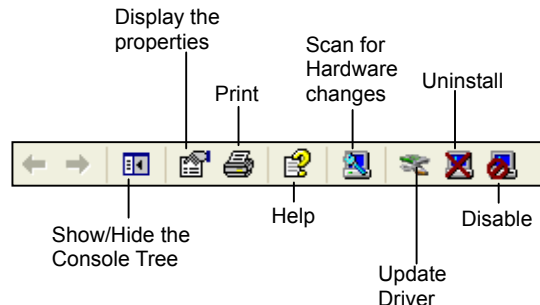 Display the
properties
Print
Scan for
Hardware
changes
Uninstall
Show/Hide the
Console Tree
Help
Update
Driver
Disable